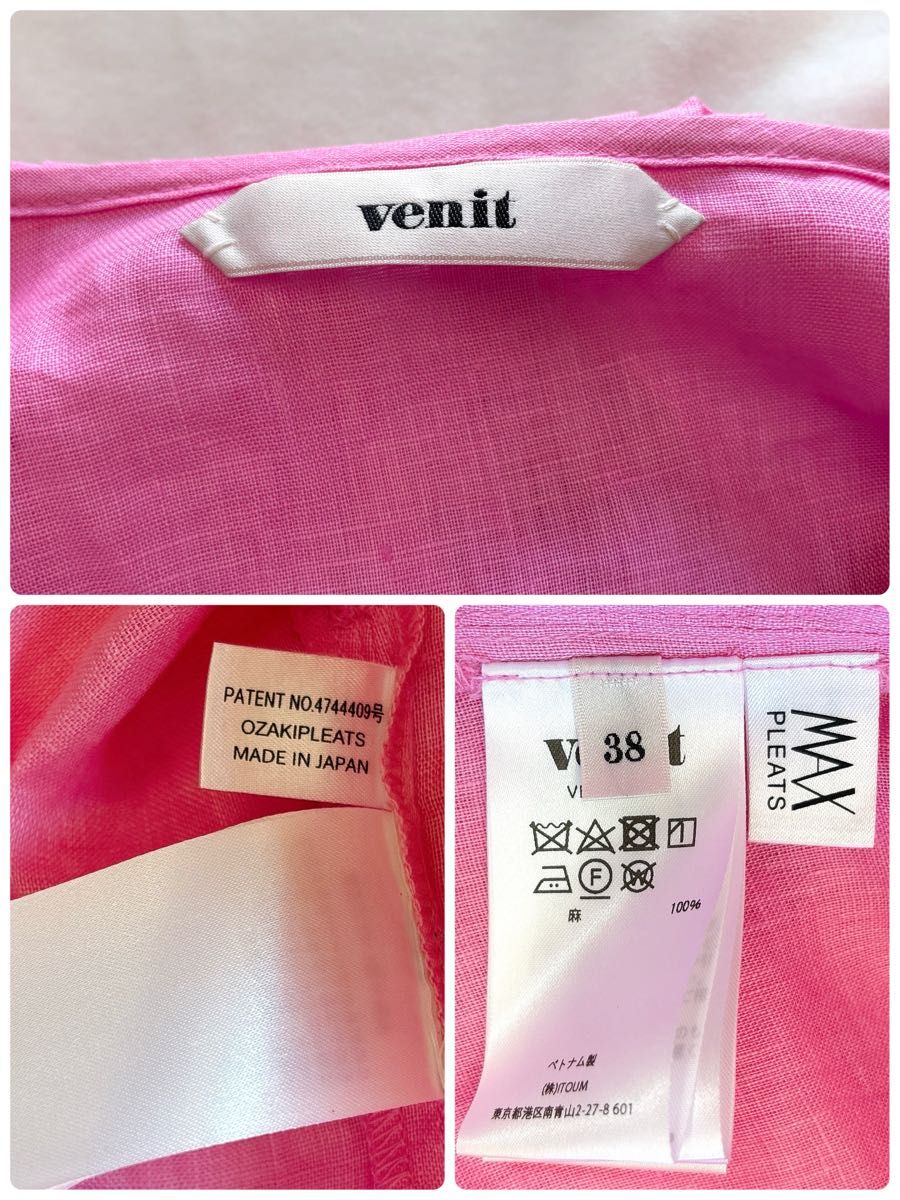 venit
PATENT NO.4744409号
OZAKIPLEATS
MADE IN JAPAN
38
MAX
PLEATS
F
W
麻 100%
ベトナム製
(株)ITOUM
東京都港区南青山2-27-8 601